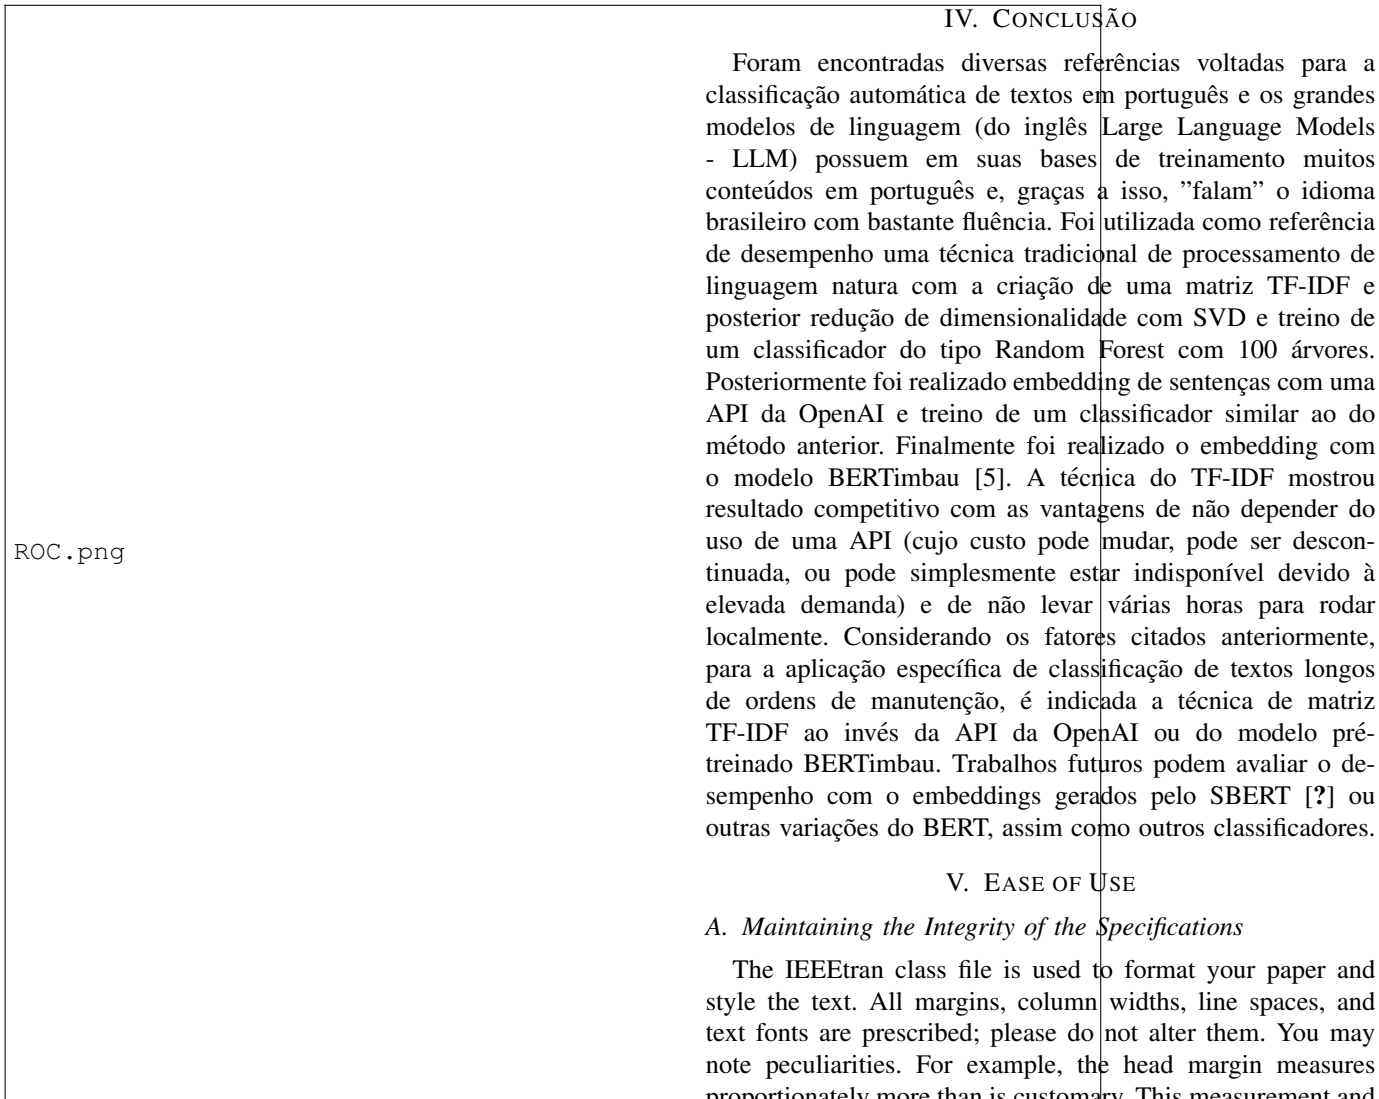 ROC.png
IV. CONCLUSÃO
Foram encontradas diversas referências voltadas para a
classificação automática de textos em português e os grandes
modelos de linguagem (do inglês Large Language Models
- LLM) possuem em suas bases de treinamento muitos
conteúdos em português e, graças a isso, ”falam” o idioma
brasileiro com bastante fluência. Foi utilizada como referência
de desempenho uma técnica tradicional de processamento de
linguagem natura com a criação de uma matriz TF-IDF e
posterior redução de dimensionalidade com SVD e treino de
um classificador do tipo Random Forest com 100 árvores.
Posteriormente foi realizado embedding de sentenças com uma
API da OpenAI e treino de um classificador similar ao do
método anterior. Finalmente foi realizado o embedding com
o modelo BERTimbau [5]. A técnica do TF-IDF mostrou
resultado competitivo com as vantagens de não depender do
uso de uma API (cujo custo pode mudar, pode ser descon-
tinuada, ou pode simplesmente estar indisponível devido à
elevada demanda) e de não levar várias horas para rodar
localmente. Considerando os fatores citados anteriormente,
para a aplicação específica de classificação de textos longos
de ordens de manutenção, é indicada a técnica de matriz
TF-IDF ao invés da API da OpenAI ou do modelo pré-
treinado BERTimbau. Trabalhos futuros podem avaliar o de-
sempenho com o embeddings gerados pelo SBERT [?] ou
outras variações do BERT, assim como outros classificadores.
V. EASE OF USE
A. Maintaining the Integrity of the Specifications
The IEEEtran class file is used to format your paper and
style the text. All margins, column widths, line spaces, and
text fonts are prescribed; please do not alter them. You may
note peculiarities. For example, the head margin measures
proportionately more than is customary. This measurement and